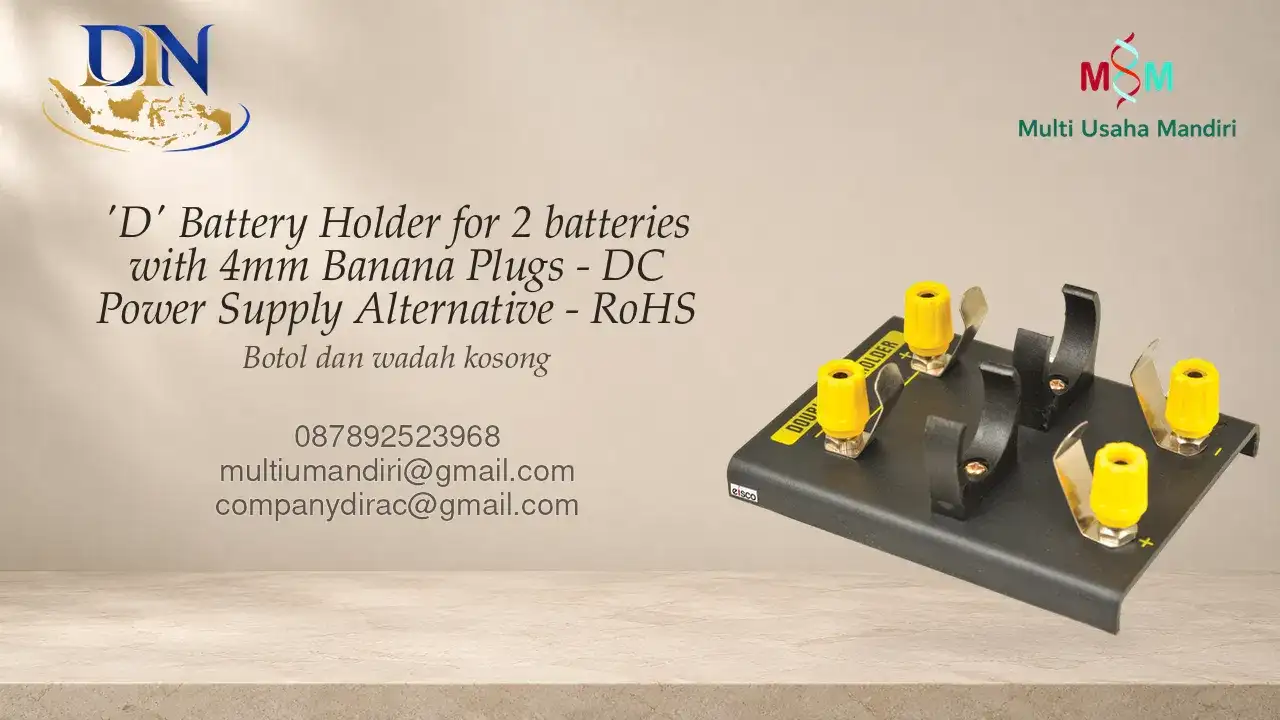 DN
MSM
Multi Usaha Mandiri
'D' Battery Holder for 2 batteries
with 4mm Banana Plugs - DC
Power Supply Alternative - RoHS
Botol dan wadah kosong
087892523968
multiumandiri@gmail.com
companydirac@gmail.com
HOLDER
+
-
eisco
+